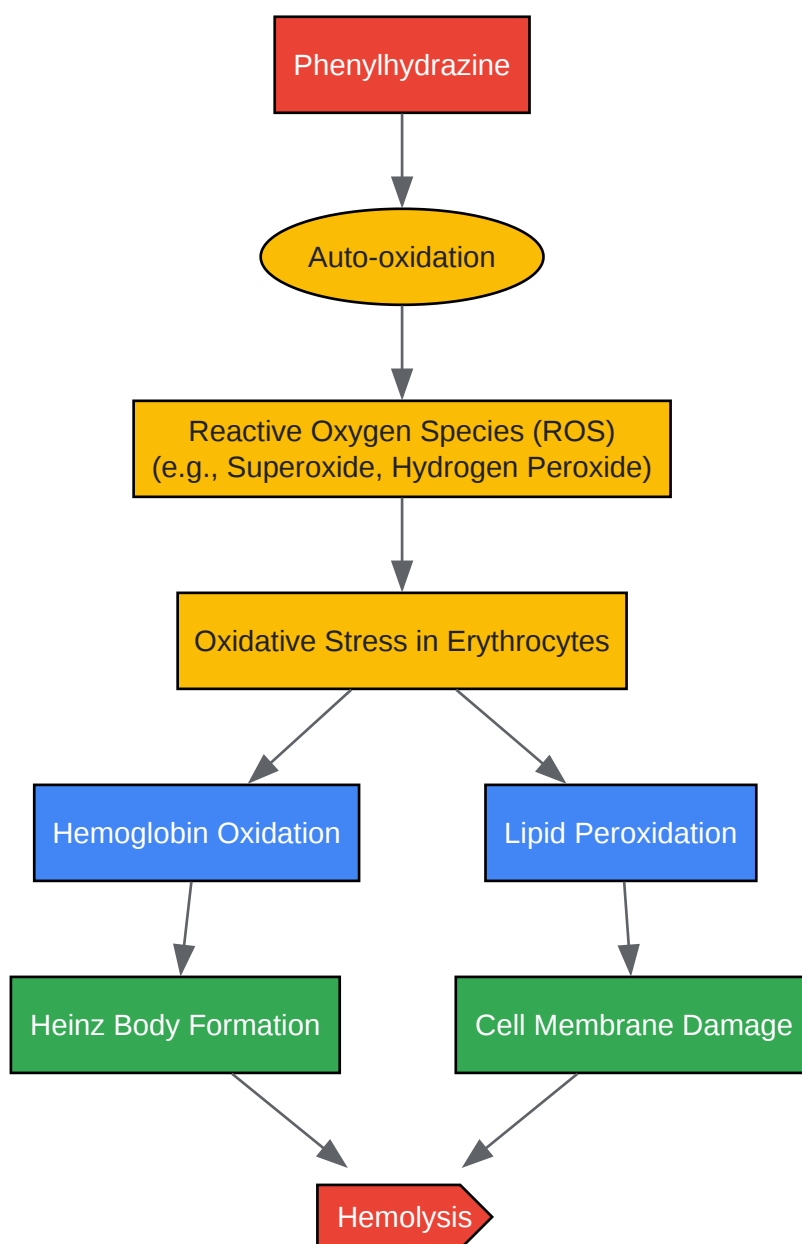 Phenylhydrazine
Auto-oxidation
Reactive Oxygen Species (ROS)
(e.g., Superoxide, Hydrogen Peroxide)
Oxidative Stress in Erythrocytes
Hemoglobin Oxidation
Lipid Peroxidation
Heinz Body Formation
Cell Membrane Damage
Hemolysis